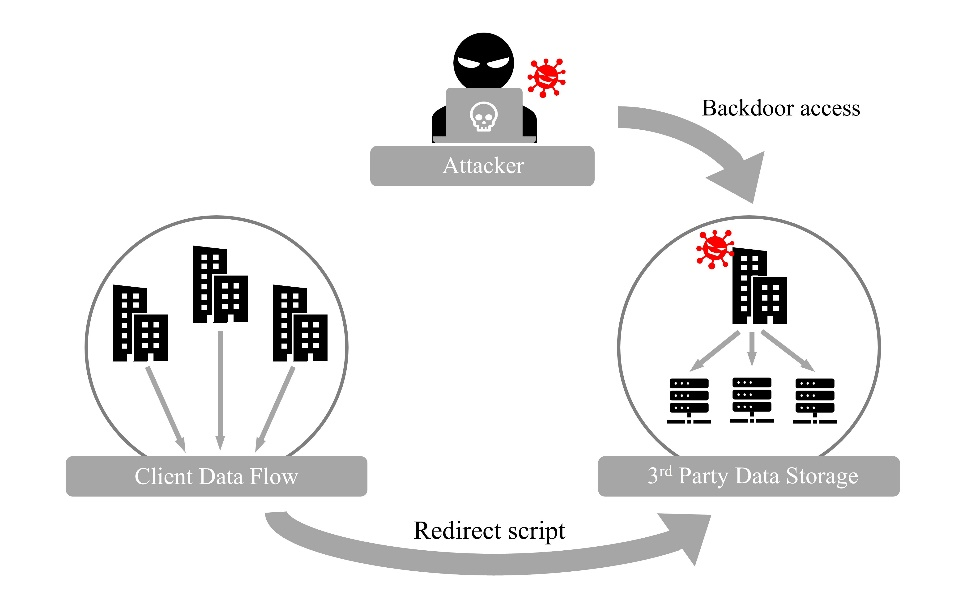 Backdoor access
Attacker
Client Data Flow
3rd Party Data Storage
Redirect script